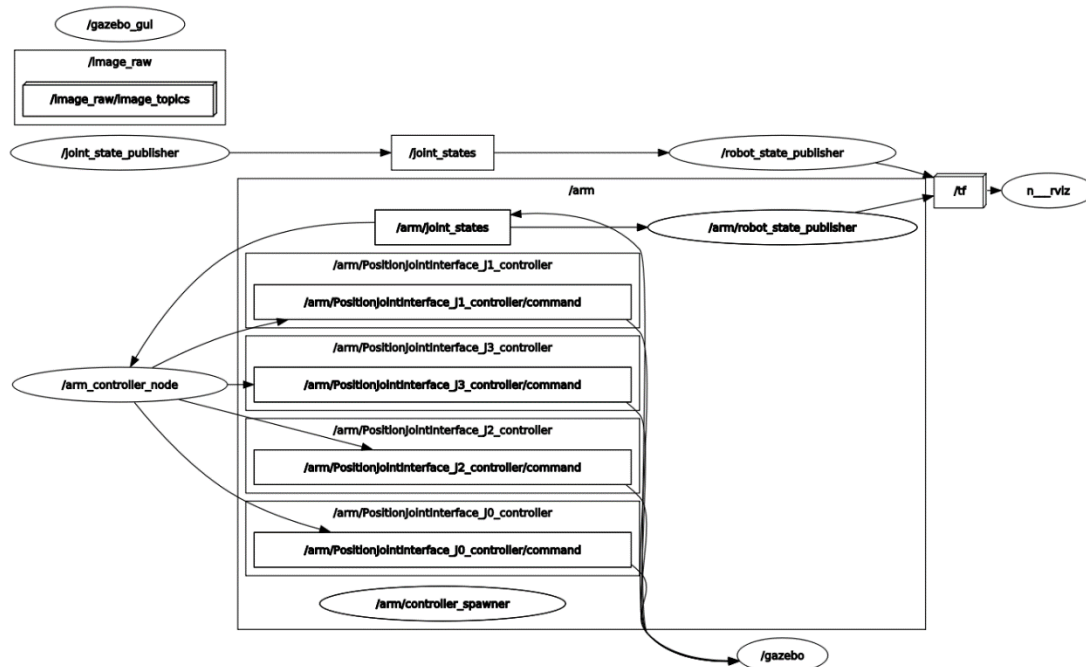 /gazebo_gui
/image_raw
/image_raw/image_topics
/joint_state_publisher
/joint_states
/robot_state_publisher
/arm
/tf
n___rviz
/arm/joint_states
/arm/robot_state_publisher
/arm/PositionJointInterface_J1_controller
/arm/PositionJointInterface_J1_controller/command
/arm/PositionJointInterface_J3_controller
/arm_controller_node
/arm/PositionJointInterface_J3_controller/command
/arm/PositionJointInterface_J2_controller
/arm/PositionJointInterface_J2_controller/command
/arm/PositionJointInterface_J0_controller
/arm/PositionJointInterface_J0_controller/command
/arm/controller_spawner
/gazebo